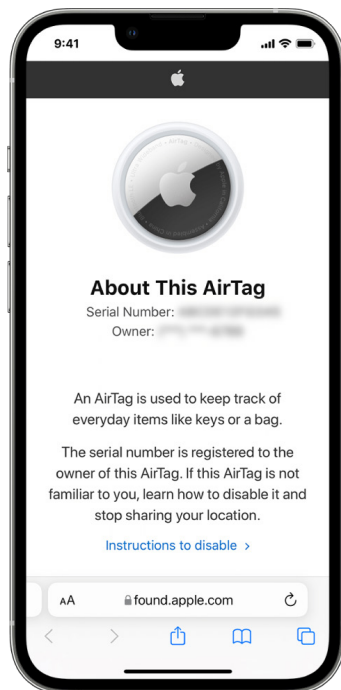 9:41
About This AirTag
Serial Number:
Owner:
An AirTag is used to keep track of
everyday items like keys or a bag.
The serial number is registered to the
owner of this AirTag. If this AirTag is not
familiar to you, learn how to disable it and
stop sharing your location.
Instructions to disable >
AA
found.apple.com